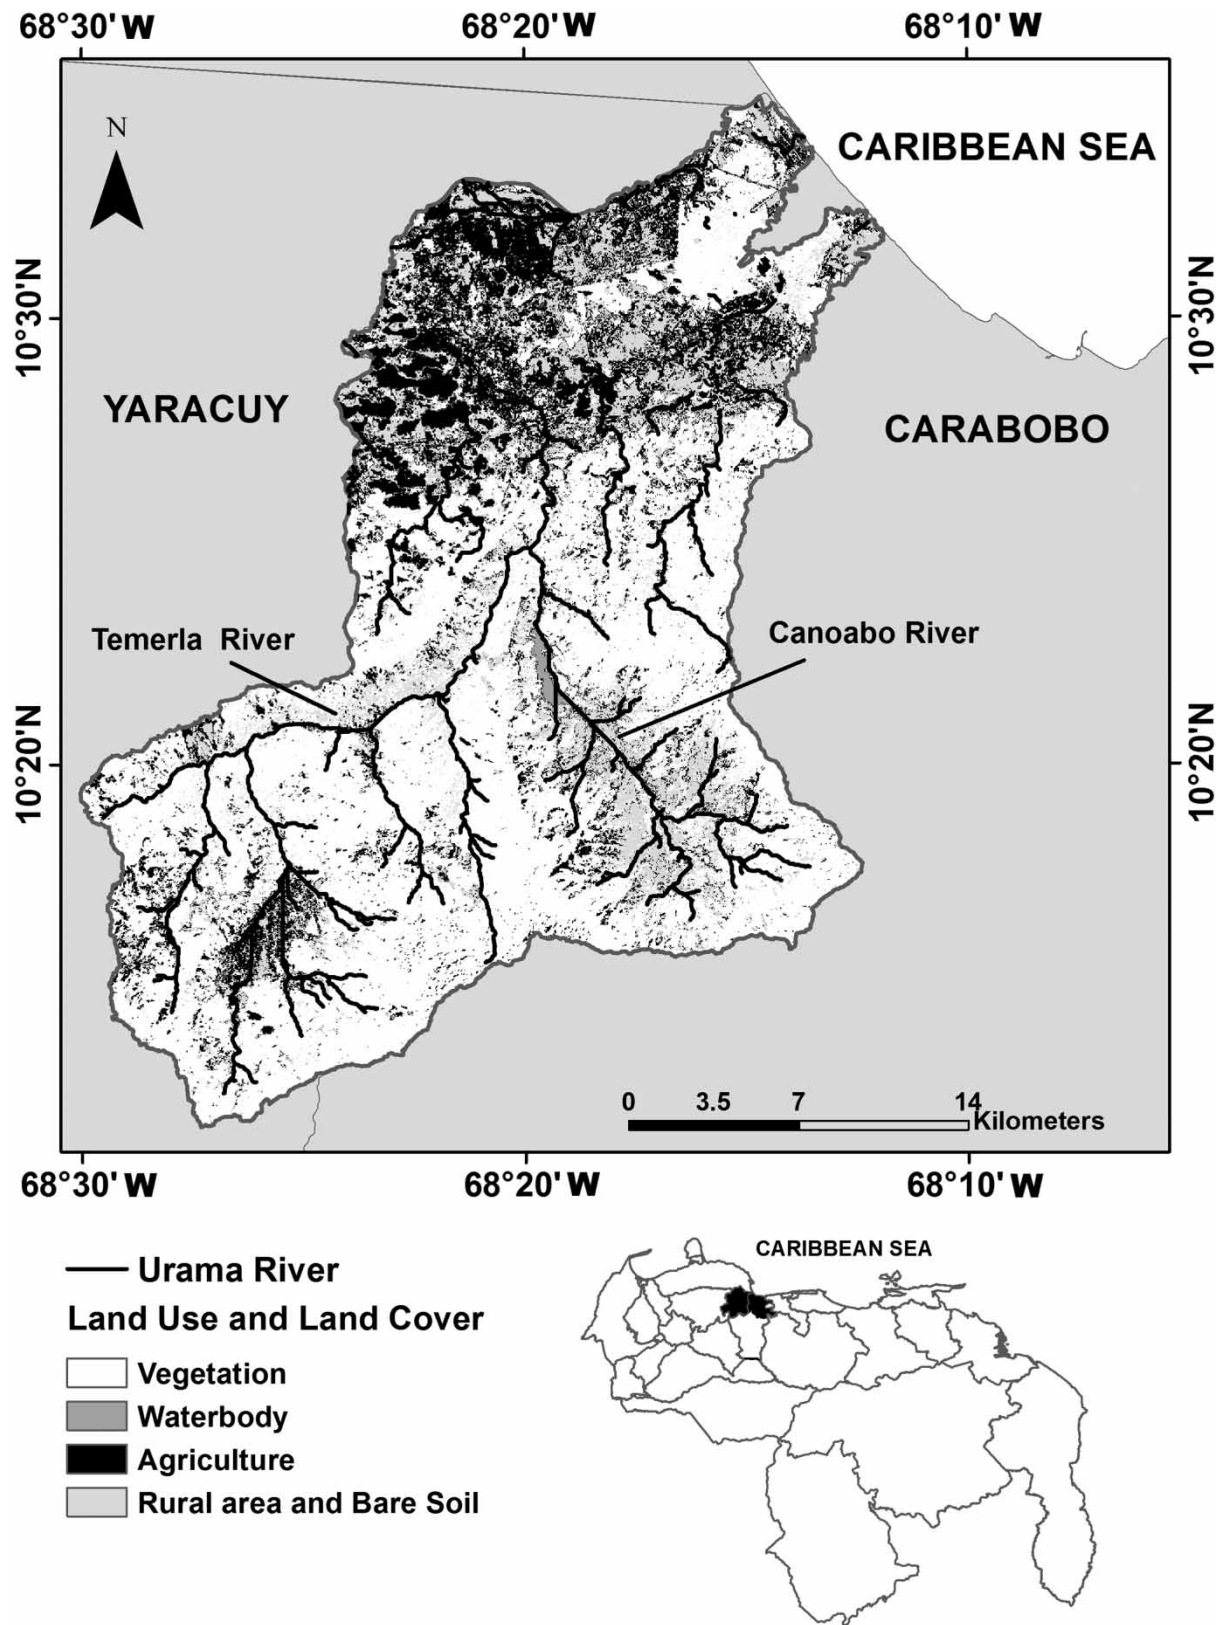 68°30'W 68°20'W 68°10'W
N
CARIBBEAN SEA
10°30'N 10°30'N
YARACUY
CARABOBO
Temerla River
Canoabo River
10°20'N 10°20'N
0 3.5 7 14
Kilometers
68°30'W 68°20'W 68°10'W
Urama River
Land Use and Land Cover
Vegetation
Waterbody
Agriculture
Rural area and Bare Soil
CARIBBEAN SEA